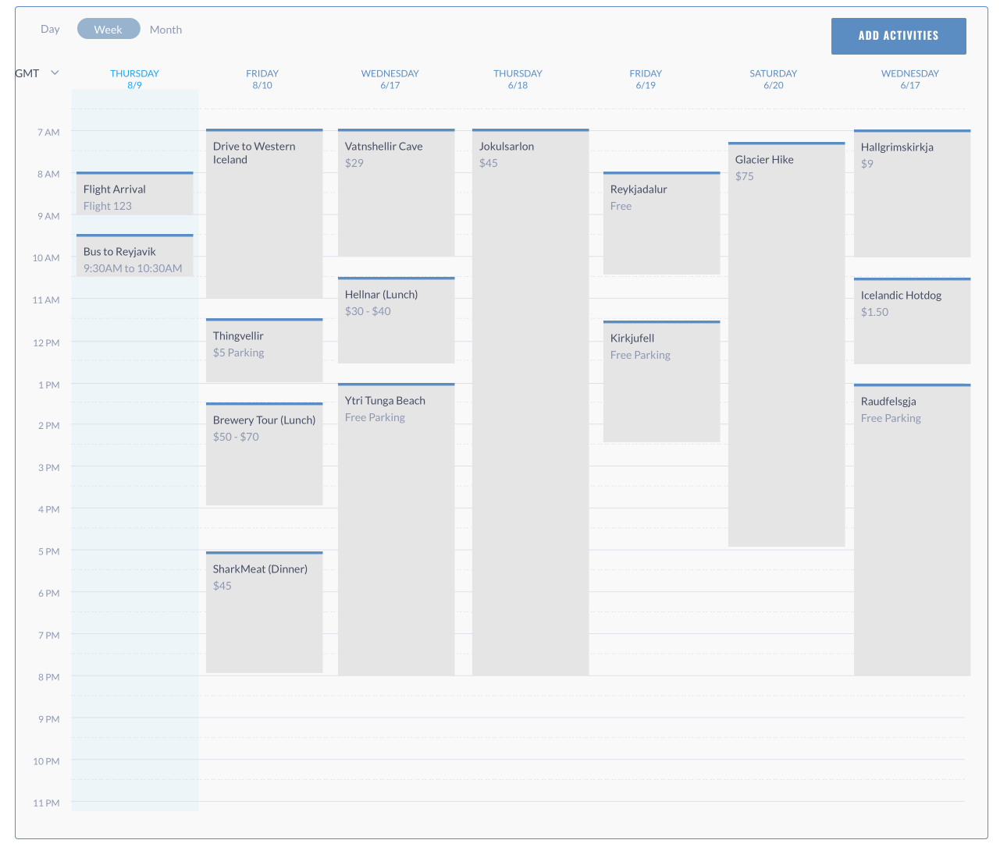 Day
Week
Month
ADD ACTIVITIES
GMT
THURSDAY
8/9
FRIDAY
8/10
WEDNESDAY
6/17
THURSDAY
6/18
FRIDAY
6/19
SATURDAY
6/20
WEDNESDAY
6/17
7 AM
8 AM
9 AM
10 AM
11 AM
12 PM
1 PM
2 PM
3 PM
4 PM
5 PM
6 PM
7 PM
8 PM
9 PM
10 PM
11 PM
Flight Arrival
Flight 123
Bus to Reyjavik
9:30AM to 10:30AM
Drive to Western
Iceland
Thingvellir
$5 Parking
Brewery Tour (Lunch)
$50 - $70
SharkMeat (Dinner)
$45
Vatnshellir Cave
$29
Hellnar (Lunch)
$30 - $40
Ytri Tunga Beach
Free Parking
Jokulsarlon
$45
Reykjadalur
Free
Kirkjufell
Free Parking
Glacier Hike
$75
Hallgrimskirkja
$9
Icelandic Hotdog
$1.50
Raudfelsgja
Free Parking